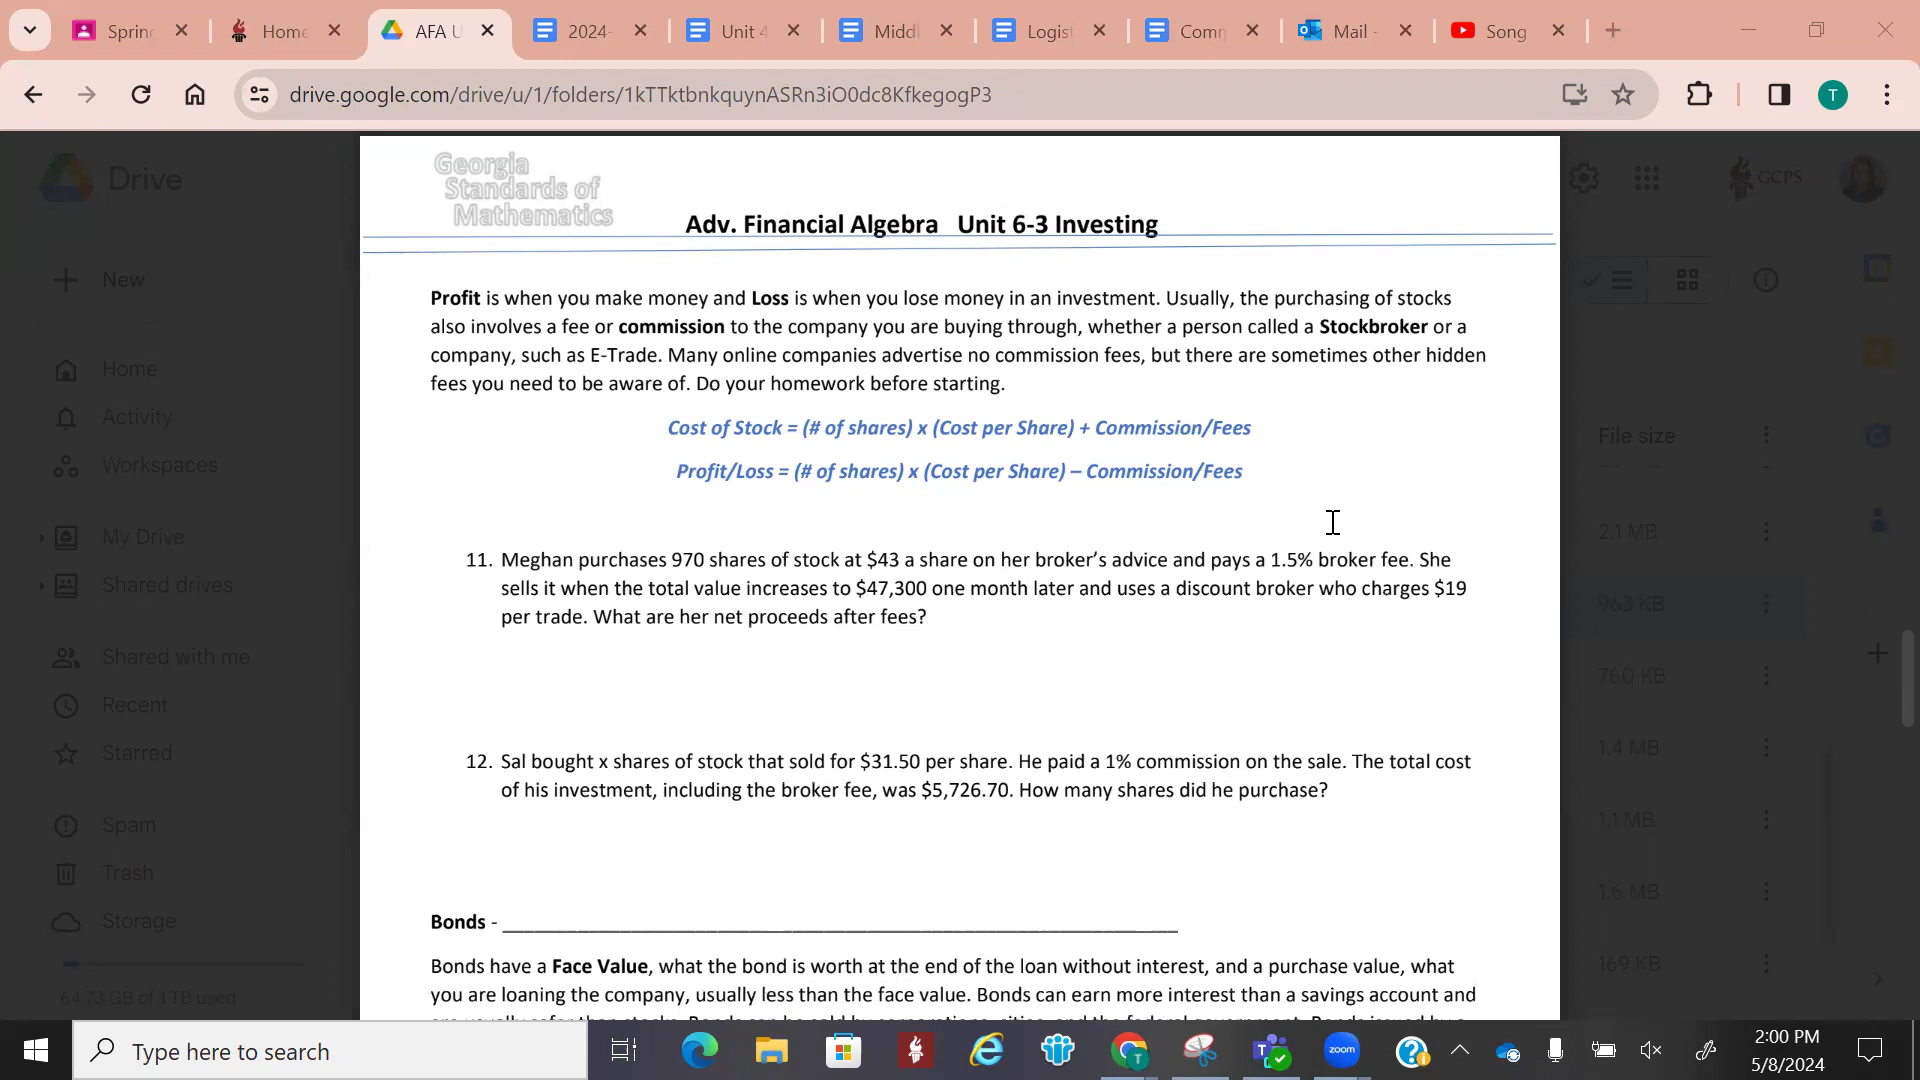 Spring
Home
AFA U
2024-
Unit 4
Middl
Logist
Comm
Mail -
Song
drive.google.com/drive/u/1/folders/1kTTktbnkquynASRn3iO0dc8KfkegogP3
T
Drive
GCPS
Georgia
Standards of
Mathematics
Adv. Financial Algebra Unit 6-3 Investing
New
Home
Activity
Workspaces
My Drive
Shared drives
Shared with me
Recent
Starred
Spam
Trash
Storage
64.73 GB of 1 TB used
Profit is when you make money and Loss is when you lose money in an investment. Usually, the purchasing of stocks
also involves a fee or commission to the company you are buying through, whether a person called a Stockbroker or a
company, such as E-Trade. Many online companies advertise no commission fees, but there are sometimes other hidden
fees you need to be aware of. Do your homework before starting.
Cost of Stock = (# of shares) x (Cost per Share) + Commission/Fees
Profit/Loss = (# of shares) x (Cost per Share) – Commission/Fees
11. Meghan purchases 970 shares of stock at $43 a share on her broker’s advice and pays a 1.5% broker fee. She
sells it when the total value increases to $47,300 one month later and uses a discount broker who charges $19
per trade. What are her net proceeds after fees?
12. Sal bought x shares of stock that sold for $31.50 per share. He paid a 1% commission on the sale. The total cost
of his investment, including the broker fee, was $5,726.70. How many shares did he purchase?
Bonds - ________________________________
Bonds have a Face Value, what the bond is worth at the end of the loan without interest, and a purchase value, what
you are loaning the company, usually less than the face value. Bonds can earn more interest than a savings account and
File size
2.1 MB
963 KB
760 KB
1.4 MB
1.1 MB
1.6 MB
169 KB
Type here to search
zoom
2:00 PM
5/8/2024